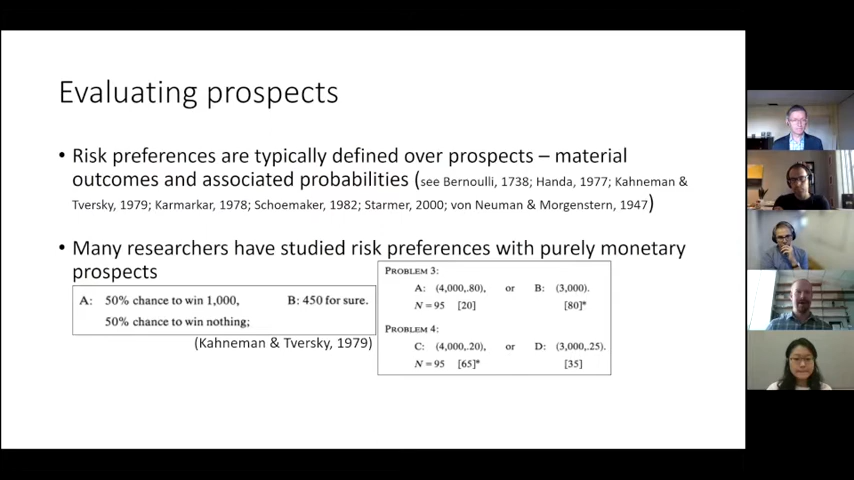 Evaluating prospects
• Risk preferences are typically defined over prospects – material
outcomes and associated probabilities (see Bernoulli, 1738; Handa, 1977; Kahneman &
Tversky, 1979; Karmarkar, 1978; Schoemaker, 1982; Starmer, 2000; von Neuman & Morgenstern, 1947)
• Many researchers have studied risk preferences with purely monetary
prospects
A: 50% chance to win 1,000, B: 450 for sure.
50% chance to win nothing;
(Kahneman & Tversky, 1979)
PROBLEM 3:
A: (4,000,.80), or B: (3,000).
N = 95 [20] [80]*
PROBLEM 4:
C: (4,000,.20), or D: (3,000,.25).
N = 95 [65]* [35]